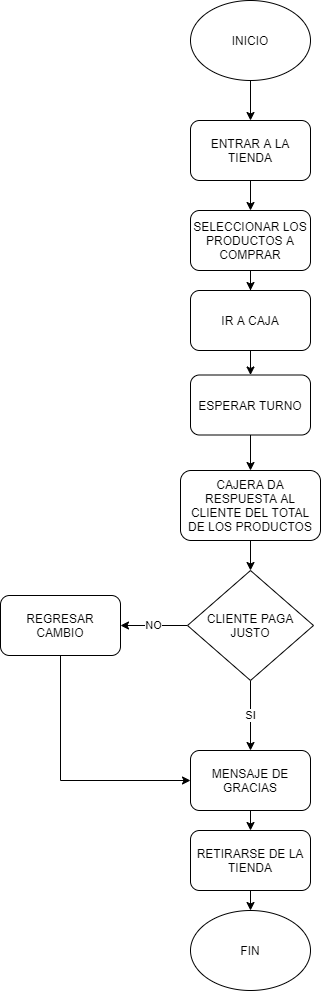 INICIO
ENTRAR A LA
TIENDA
SELECCIONAR LOS
PRODUCTOS A
COMPRAR
IR A CAJA
ESPERAR TURNO
CAJERA DA
RESPUESTA AL
CLIENTE DEL TOTAL
DE LOS PRODUCTOS
CLIENTE PAGA
JUSTO
NO
REGRESAR
CAMBIO
SI
MENSAJE DE
GRACIAS
RETIRARSE DE LA
TIENDA
FIN